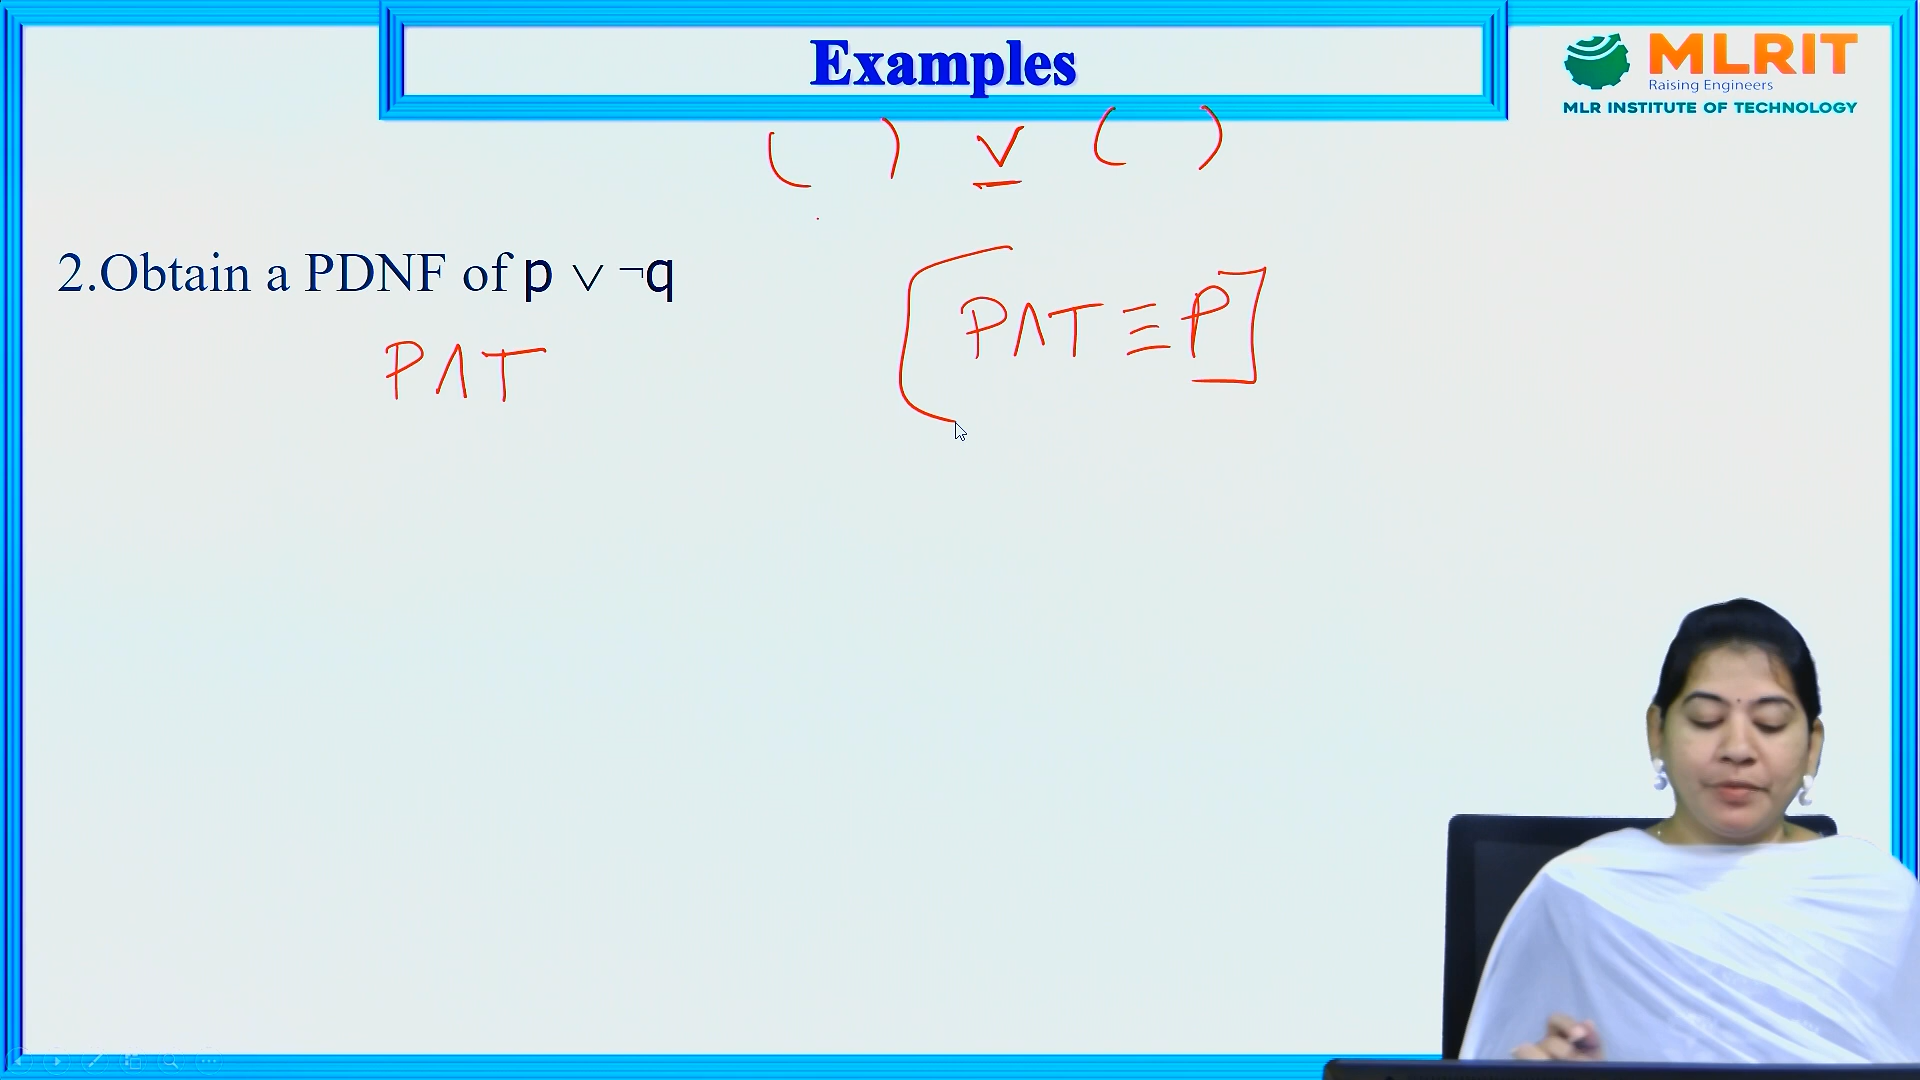 Examples
MLRIT
Raising Engineers
MLR INSTITUTE OF TECHNOLOGY
( ) ∨ ( )
2.Obtain a PDNF of p ∨ ¬q
[ P∧T ≡ P ]
P∧T